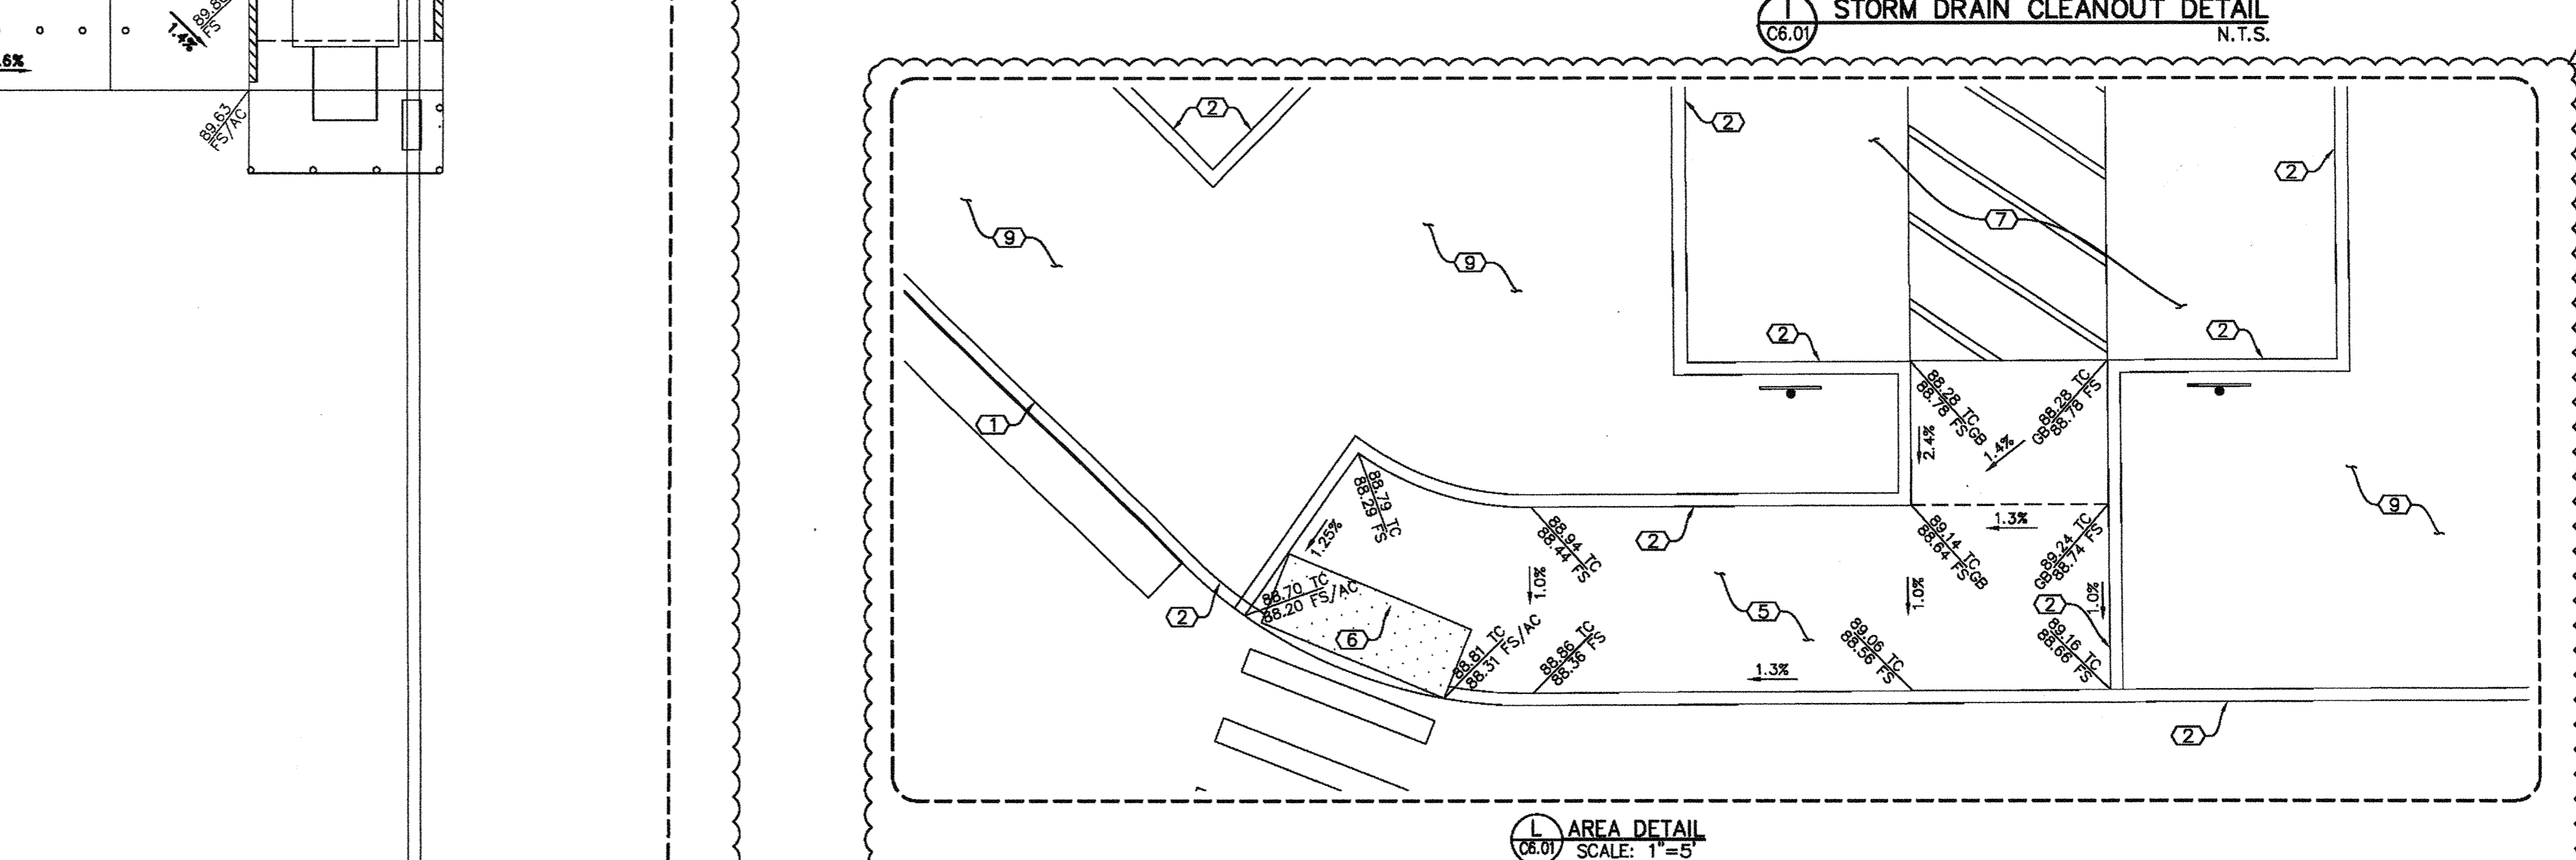 I STORM DRAIN CLEANOUT DETAIL
C6.01 N.T.S.
FS
1.4%
.6%
89.63
FS/AC
2
2
2
9
9
7
2
2
1
88.28 TC
88.78 FS GB
88.28 TC
GB 88.78 FS
2.4%
1.4%
9
88.79 TC
88.29 FS
1.25%
88.94 TC
88.44 FS
2
1.3%
89.14 TC
88.64 FS GB
89.24 TC
GB 88.74 FS
1.0%
1.0%
1.0%
88.70 TC
88.20 FS/AC
2
6
5
2
88.81 TC
88.31 FS/AC
88.86 TC
88.36 FS
89.06 TC
88.56 FS
89.16 TC
88.66 FS
1.3%
2
L AREA DETAIL
C6.01 SCALE: 1"=5'